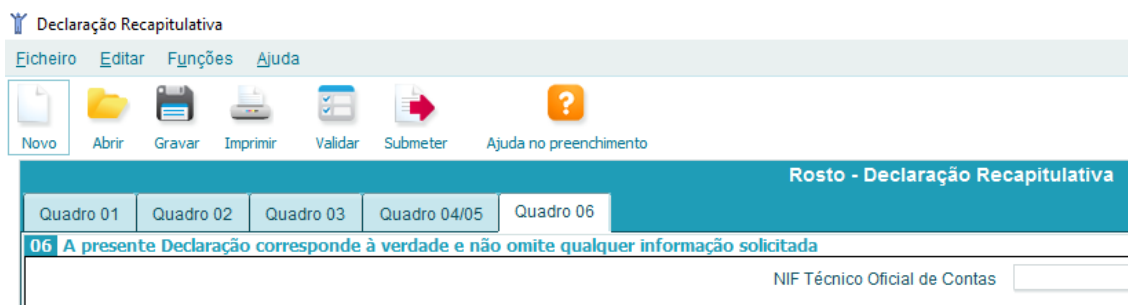 Declaração Recapitulativa
Ficheiro Editar Funções Ajuda
Novo Abrir Gravar Imprimir Validar Submeter Ajuda no preenchimento
Rosto - Declaração Recapitulativa
Quadro 01 Quadro 02 Quadro 03 Quadro 04/05 Quadro 06
06 A presente Declaração corresponde à verdade e não omite qualquer informação solicitada
NIF Técnico Oficial de Contas